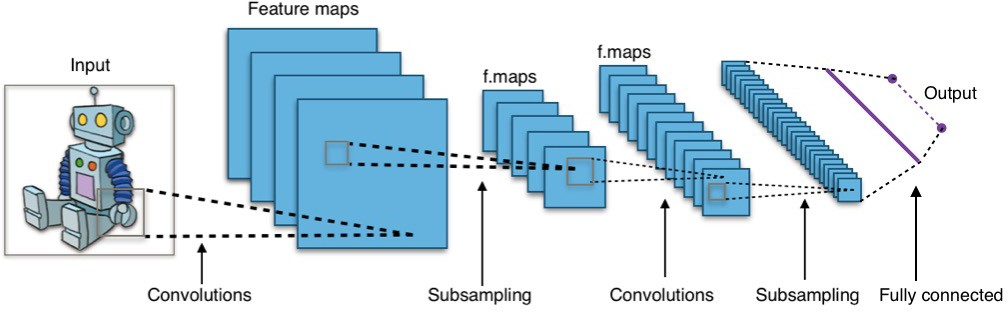 Feature maps
Input
f.maps
f.maps
Output
Convolutions
Subsampling
Convolutions
Subsampling
Fully connected